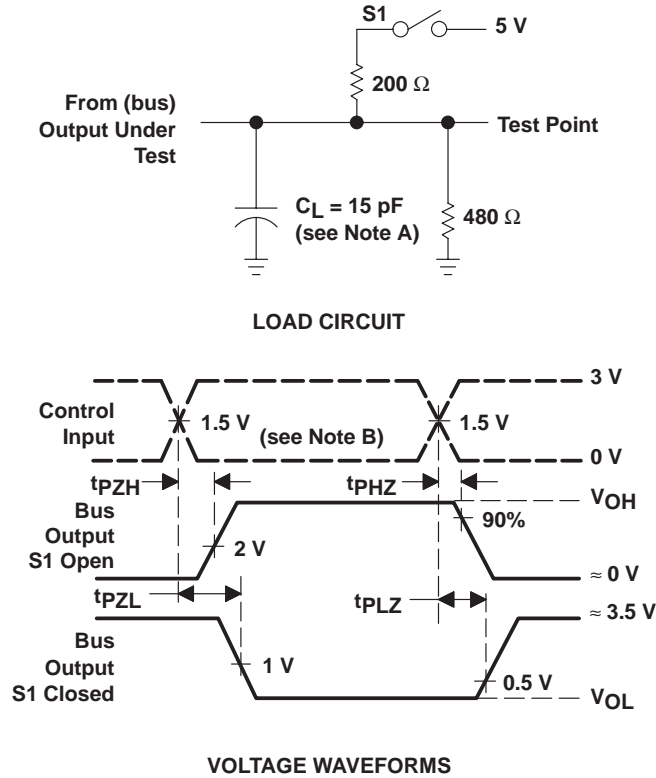 S1
5 V
200 Ω
From (bus)
Output Under
Test
Test Point
C_L = 15 pF
(see Note A)
480 Ω
LOAD CIRCUIT
3 V
Control
Input
1.5 V
(see Note B)
1.5 V
0 V
t_PZH
t_PHZ
V_OH
Bus
Output
S1 Open
90%
2 V
≈ 0 V
t_PZL
t_PLZ
≈ 3.5 V
Bus
Output
S1 Closed
1 V
0.5 V
V_OL
VOLTAGE WAVEFORMS